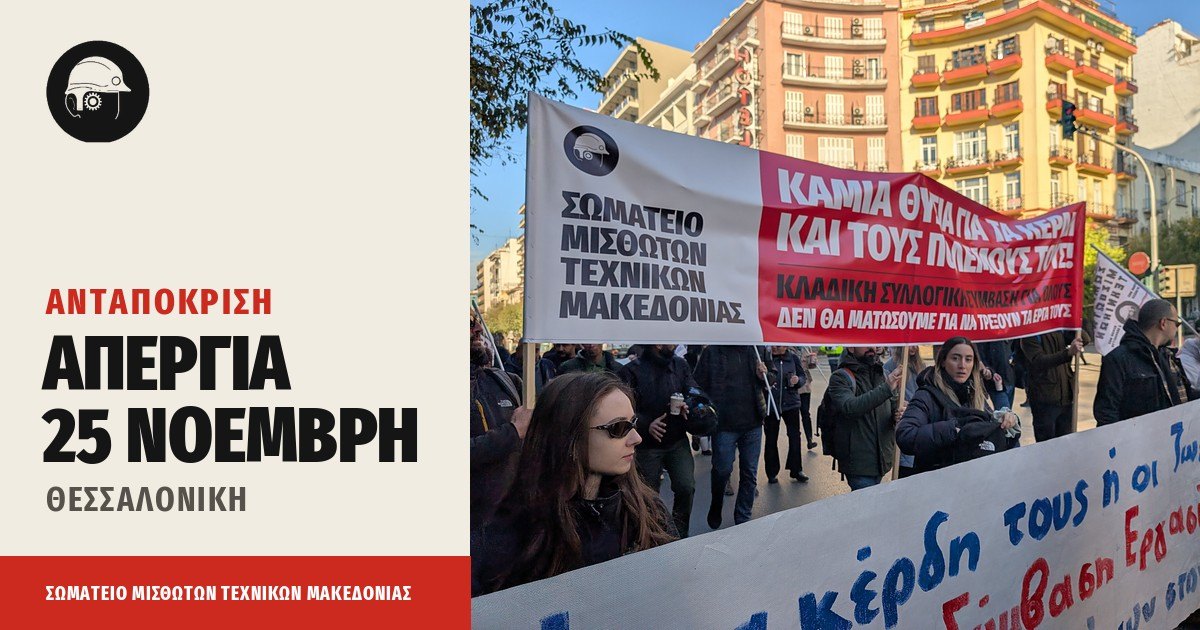 ΑΝΤΑΠΟΚΡΙΣΗ
ΑΠΕΡΓΙΑ
25 ΝΟΕΜΒΡΗ
ΘΕΣΣΑΛΟΝΙΚΗ
ΣΩΜΑΤΕΙΟ ΜΙΣΘΩΤΩΝ ΤΕΧΝΙΚΩΝ ΜΑΚΕΔΟΝΙΑΣ
ΣΩΜΑΤΕΙΟ
ΜΙΣΘΩΤΩΝ
ΤΕΧΝΙΚΩΝ
ΜΑΚΕΔΟΝΙΑΣ
ΚΑΜΙΑ ΘΥΣΙΑ ΓΙΑ ΤΑ ΚΕΡΔΗ
ΚΑΙ ΤΟΥΣ ΠΟΛΕΜΟΥΣ ΤΟΥΣ!
ΚΛΑΔΙΚΗ ΣΥΛΛΟΓΙΚΗ ΣΥΜΒΑΣΗ ΓΙΑ ΟΛΟΥΣ
ΔΕΝ ΘΑ ΜΑΤΩΣΟΥΜΕ ΓΙΑ ΝΑ ΤΡΕΞΟΥΝ ΤΑ ΕΡΓΑ ΤΟΥΣ
κέρδη τους ή οι
Σύμβαση